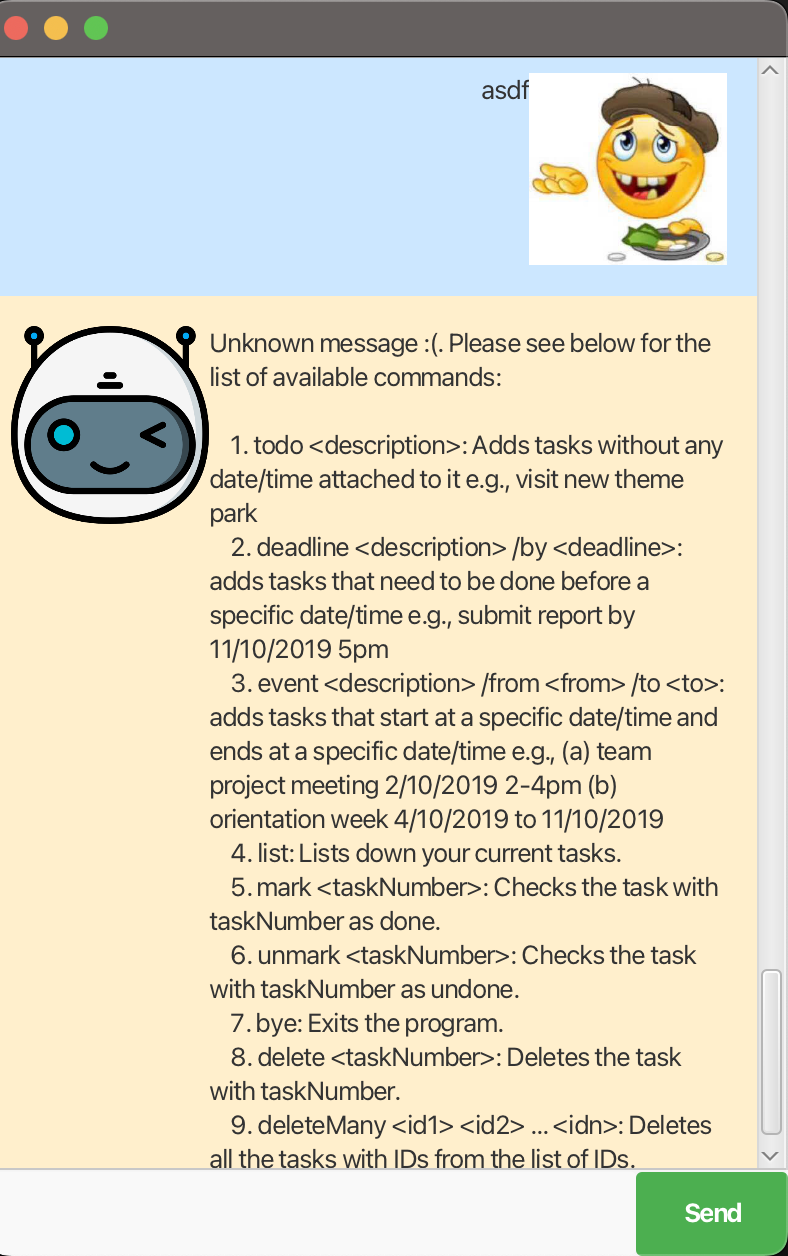 asdf
Unknown message :(. Please see below for the
list of available commands:
1. todo <description>: Adds tasks without any
date/time attached to it e.g., visit new theme
park
2. deadline <description> /by <deadline>:
adds tasks that need to be done before a
specific date/time e.g., submit report by
11/10/2019 5pm
3. event <description> /from <from> /to <to>:
adds tasks that start at a specific date/time and
ends at a specific date/time e.g., (a) team
project meeting 2/10/2019 2-4pm (b)
orientation week 4/10/2019 to 11/10/2019
4. list: Lists down your current tasks.
5. mark <taskNumber>: Checks the task with
taskNumber as done.
6. unmark <taskNumber>: Checks the task
with taskNumber as undone.
7. bye: Exits the program.
8. delete <taskNumber>: Deletes the task
with taskNumber.
9. deleteMany <id1> <id2> ... <idn>: Deletes
all the tasks with IDs from the list of IDs.
Send